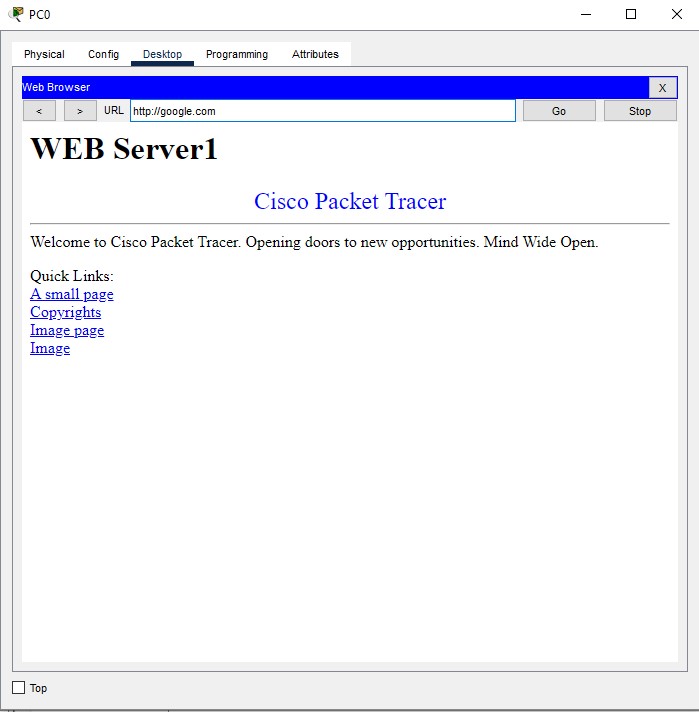 PC0
Physical Config Desktop Programming Attributes
Web Browser X
< > URL http://google.com Go Stop
WEB Server1
Cisco Packet Tracer
Welcome to Cisco Packet Tracer. Opening doors to new opportunities. Mind Wide Open.
Quick Links:
A small page
Copyrights
Image page
Image
Top